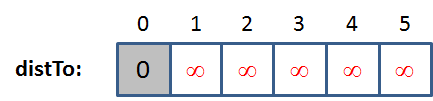 0 1 2 3 4 5
distTo: 0 ∞ ∞ ∞ ∞ ∞